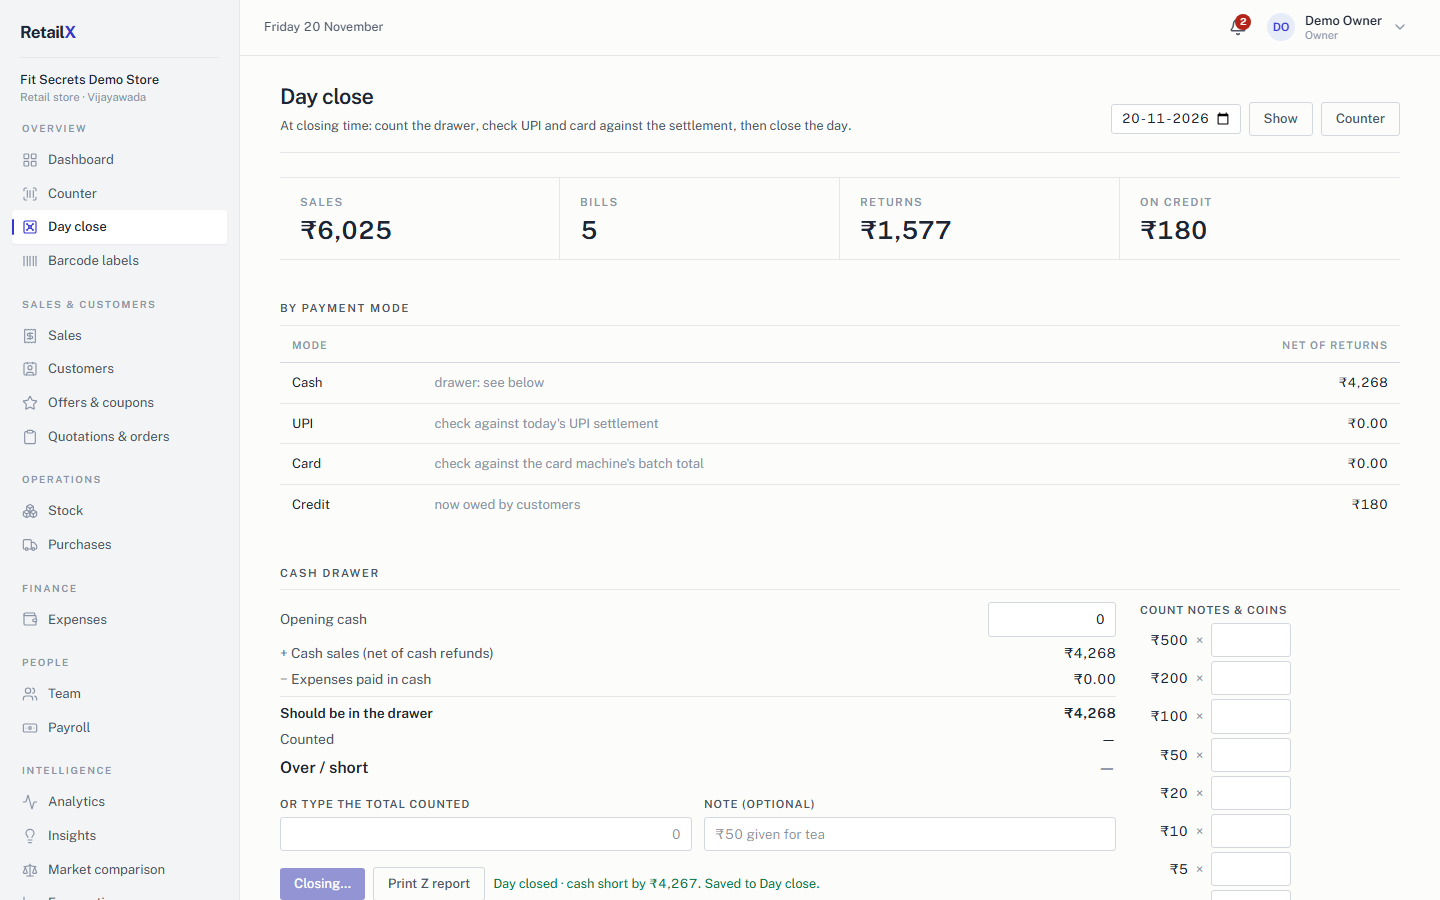 RetailX
Fit Secrets Demo Store
Retail store · Vijayawada
OVERVIEW
Dashboard
Counter
Day close
Barcode labels
SALES & CUSTOMERS
Sales
Customers
Offers & coupons
Quotations & orders
OPERATIONS
Stock
Purchases
FINANCE
Expenses
PEOPLE
Team
Payroll
INTELLIGENCE
Analytics
Insights
Market comparison
Friday 20 November
2
DO
Demo Owner
Owner
Day close
At closing time: count the drawer, check UPI and card against the settlement, then close the day.
20-11-2026
Show
Counter
SALES
₹6,025
BILLS
5
RETURNS
₹1,577
ON CREDIT
₹180
BY PAYMENT MODE
MODE NET OF RETURNS
Cash drawer: see below ₹4,268
UPI check against today's UPI settlement ₹0.00
Card check against the card machine's batch total ₹0.00
Credit now owed by customers ₹180
CASH DRAWER
Opening cash 0
+ Cash sales (net of cash refunds) ₹4,268
− Expenses paid in cash ₹0.00
Should be in the drawer ₹4,268
Counted —
Over / short —
OR TYPE THE TOTAL COUNTED
0
NOTE (OPTIONAL)
₹50 given for tea
Closing...
Print Z report
Day closed · cash short by ₹4,267. Saved to Day close.
COUNT NOTES & COINS
₹500 ×
₹200 ×
₹100 ×
₹50 ×
₹20 ×
₹10 ×
₹5 ×